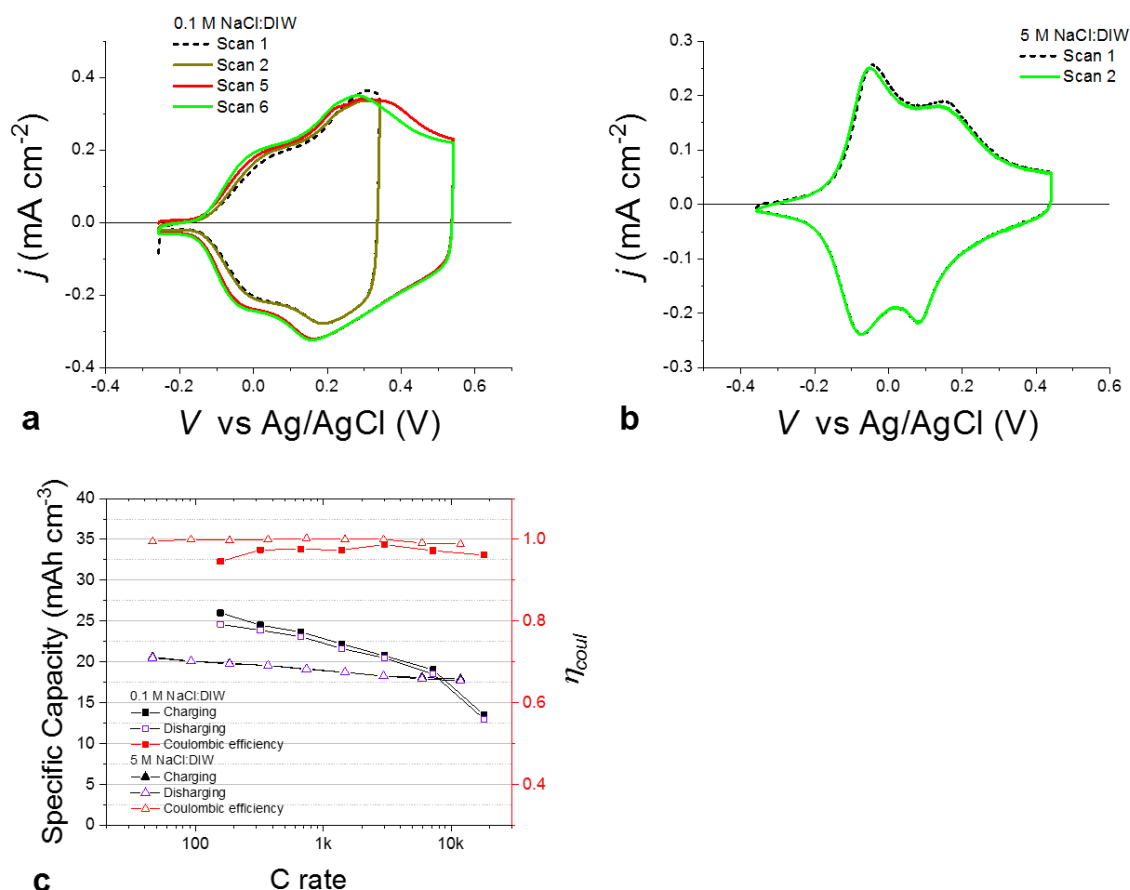 0.1 M NaCl:DIW
Scan 1
Scan 2
Scan 5
Scan 6
0.4
0.2
0.0
-0.2
-0.4
j (mA cm-2)
-0.4 -0.2 0.0 0.2 0.4 0.6
V vs Ag/AgCl (V)
a
5 M NaCl:DIW
Scan 1
Scan 2
0.3
0.2
0.1
0.0
-0.1
-0.2
-0.3
j (mA cm-2)
-0.4 -0.2 0.0 0.2 0.4 0.6
V vs Ag/AgCl (V)
b
40
35
30
25
20
15
10
5
0
Specific Capacity (mAh cm-3)
1.0
0.8
0.6
0.4
ηcoul
0.1 M NaCl:DIW
Charging
Disharging
Coulombic efficiency
5 M NaCl:DIW
Charging
Disharging
Coulombic efficiency
100 1k 10k
C rate
c